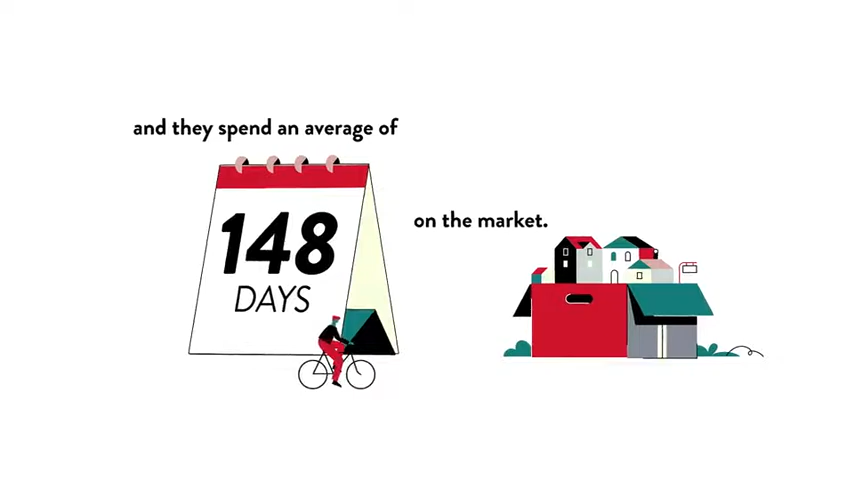 and they spend an average of
148
DAYS
on the market.